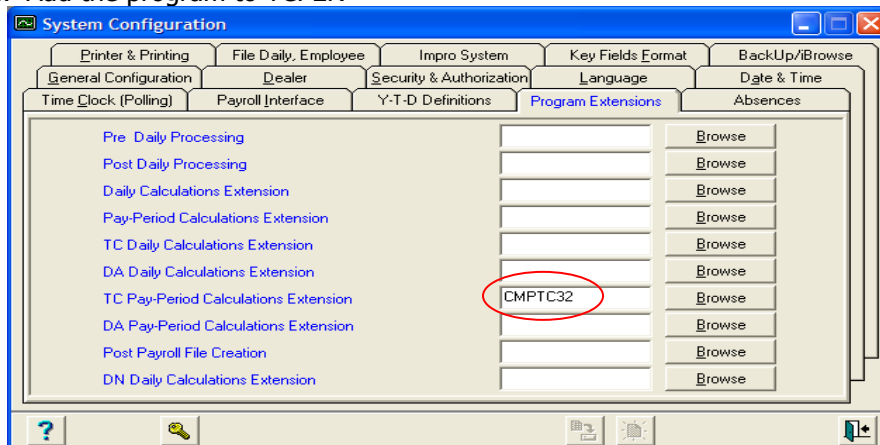 Add the program to
System Configuration
Printer & Printing File Daily, Employee Impro System Key Fields Format BackUp/iBrowse
General Configuration Dealer Security & Authorization Language Date & Time
Time Clock (Polling) Payroll Interface Y-T-D Definitions Program Extensions Absences
Pre Daily Processing Browse
Post Daily Processing Browse
Daily Calculations Extension Browse
Pay-Period Calculations Extension Browse
TC Daily Calculations Extension Browse
DA Daily Calculations Extension Browse
TC Pay-Period Calculations Extension CMPTC32 Browse
DA Pay-Period Calculations Extension Browse
Post Payroll File Creation Browse
DN Daily Calculations Extension Browse
?